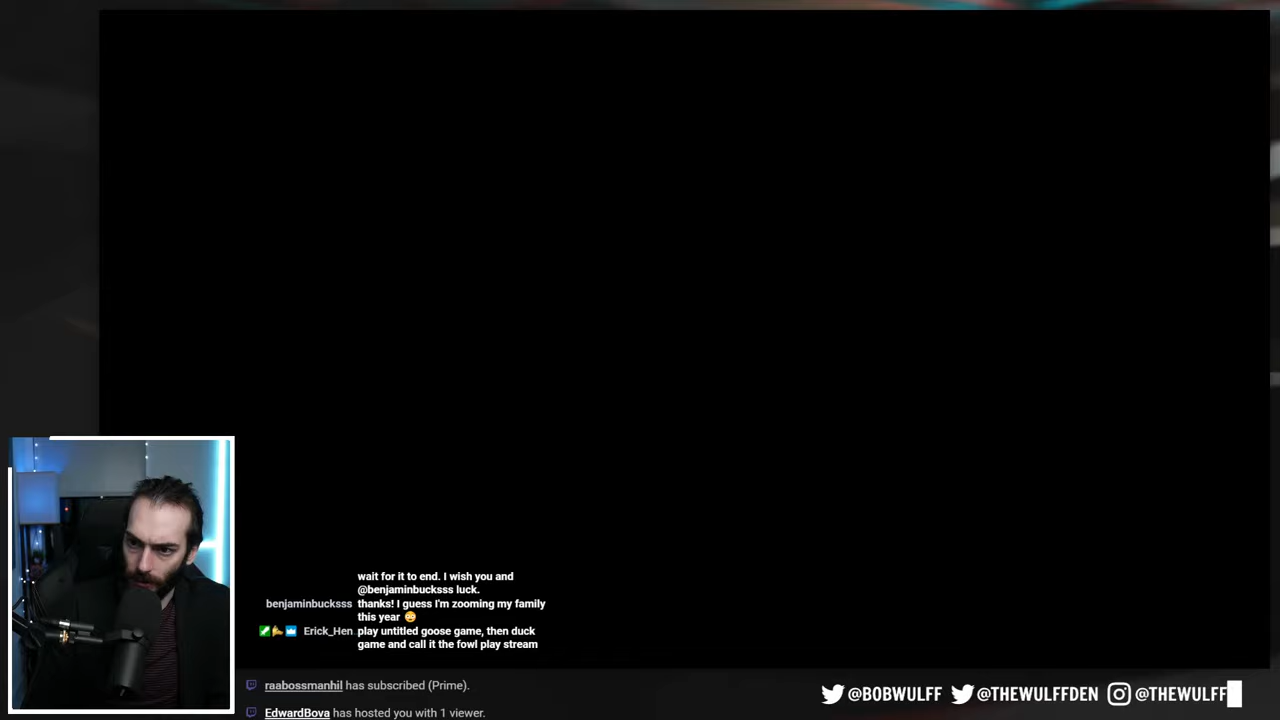 wait for it to end. I wish you and
@benjaminbucksss luck.
benjaminbucksss thanks! I guess I'm zooming my family
this year 😳
Erick_Hen play untitled goose game, then duck
game and call it the fowl play stream
raabossmanhil has subscribed (Prime).
EdwardBova has hosted you with 1 viewer.
@BOBWULFF @THEWULFFDEN @THEWULFF